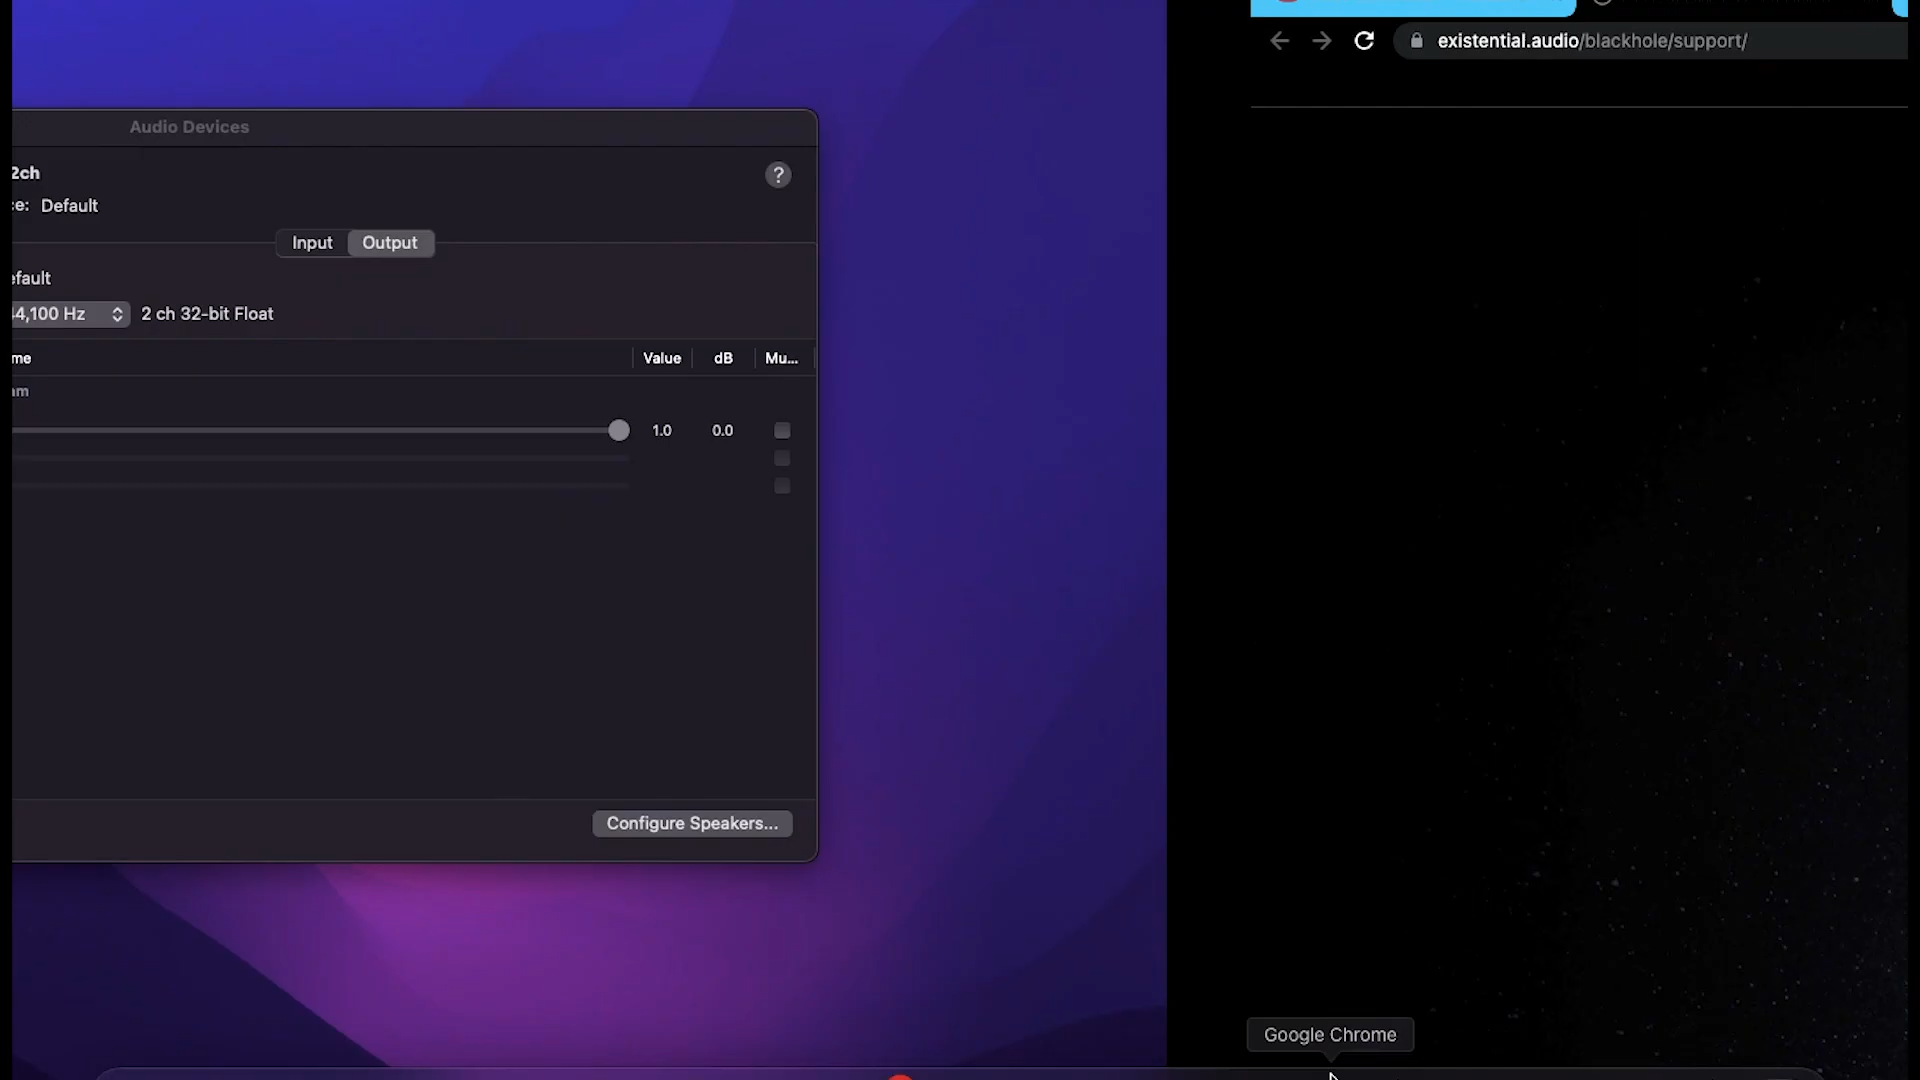 Audio Devices
2ch
?
e: Default
Input Output
efault
4,100 Hz 2 ch 32-bit Float
me Value dB Mu...
am
1.0 0.0
Configure Speakers...
existential.audio/blackhole/support/
Google Chrome